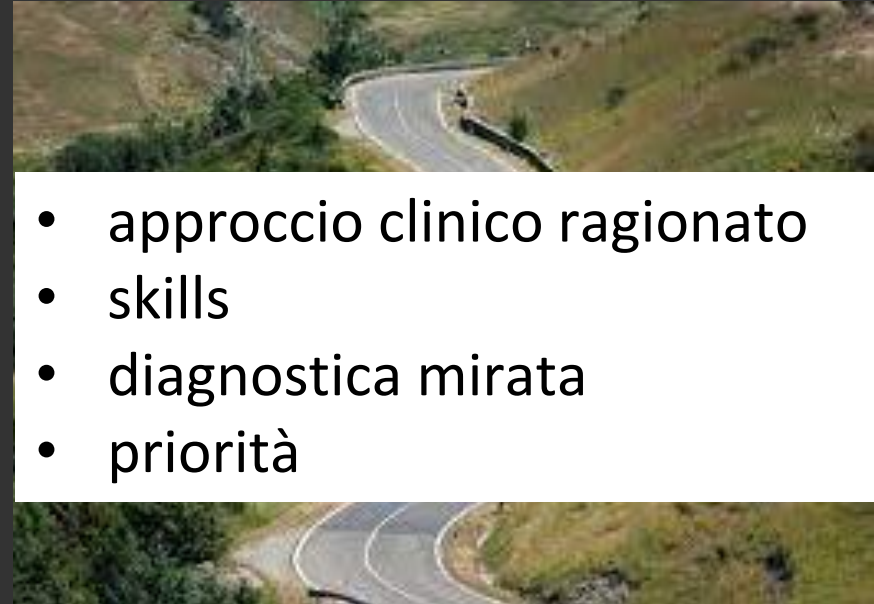 • approccio clinico ragionato
• skills
• diagnostica mirata
• priorità